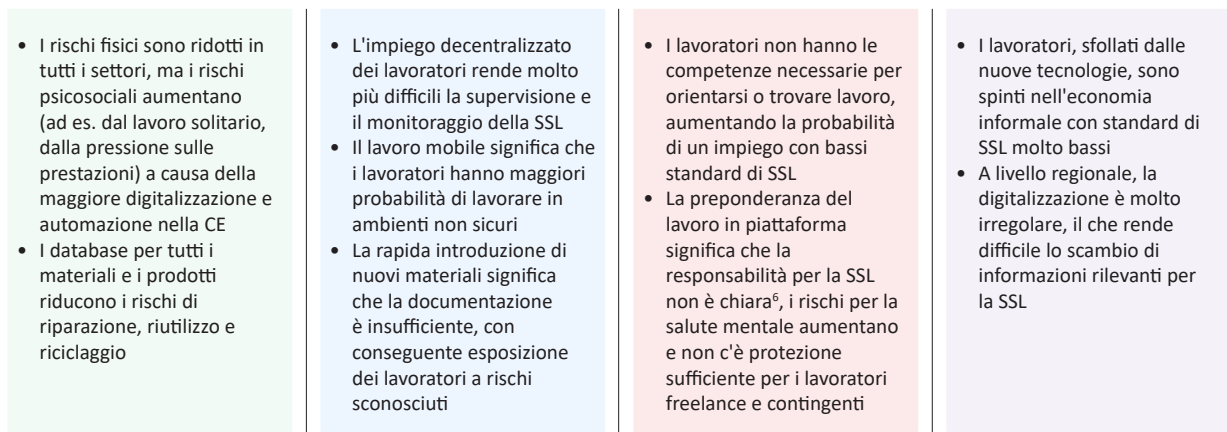 • I rischi fisici sono ridotti in
tutti i settori, ma i rischi
psicosociali aumentano
(ad es. dal lavoro solitario,
dalla pressione sulle
prestazioni) a causa della
maggiore digitalizzazione e
automazione nella CE
• I database per tutti i
materiali e i prodotti
riducono i rischi di
riparazione, riutilizzo e
riciclaggio
• L'impiego decentralizzato
dei lavoratori rende molto
più difficili la supervisione e
il monitoraggio della SSL
• Il lavoro mobile significa che
i lavoratori hanno maggiori
probabilità di lavorare in
ambienti non sicuri
• La rapida introduzione di
nuovi materiali significa
che la documentazione
è insufficiente, con
conseguente esposizione
dei lavoratori a rischi
sconosciuti
• I lavoratori non hanno le
competenze necessarie per
orientarsi o trovare lavoro,
aumentando la probabilità
di un impiego con bassi
standard di SSL
• La preponderanza del
lavoro in piattaforma
significa che la
responsabilità per la SSL
non è chiara⁶, i rischi per la
salute mentale aumentano
e non c'è protezione
sufficiente per i lavoratori
freelance e contingenti
• I lavoratori, sfollati dalle
nuove tecnologie, sono
spinti nell'economia
informale con standard di
SSL molto bassi
• A livello regionale, la
digitalizzazione è molto
irregolare, il che rende
difficile lo scambio di
informazioni rilevanti per
la SSL